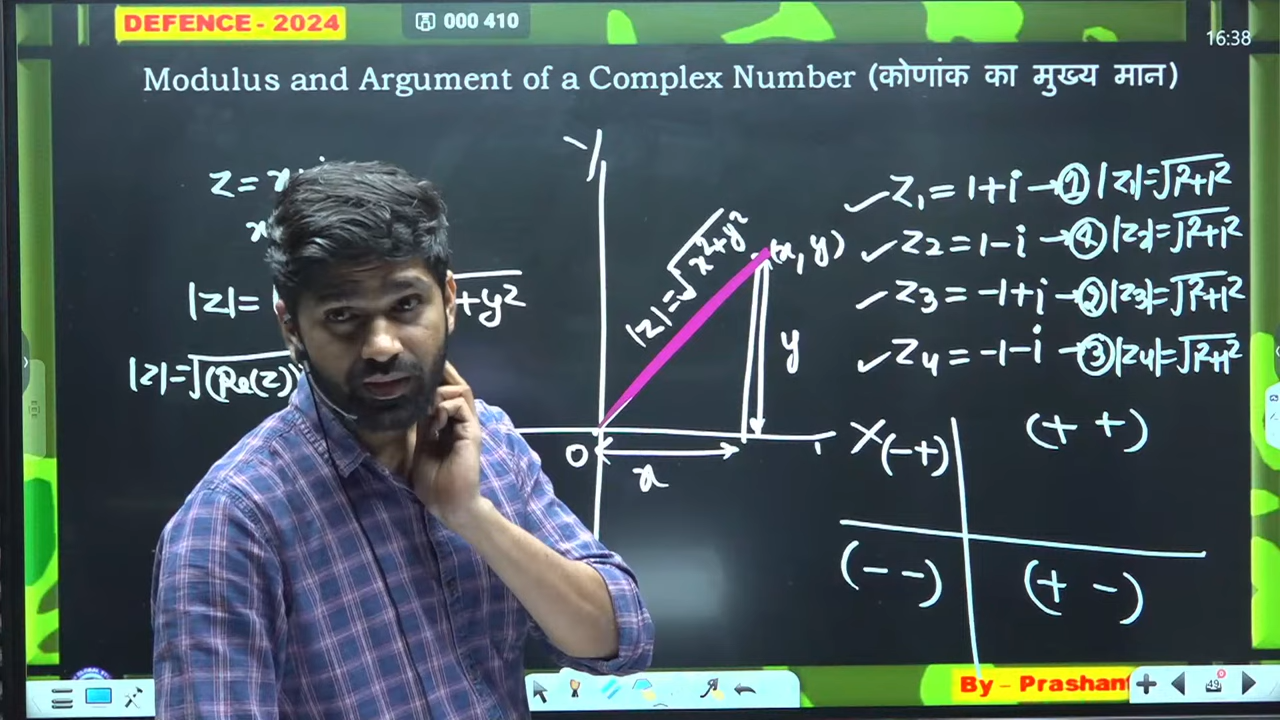 DEFENCE - 2024
000 410
16:38
Modulus and Argument of a Complex Number (कोणांक का मुख्य मान)
Y
z = x
x
|z|=
+y²
|z|=√(Re(z))
|z|=√x²+y²
(x, y)
y
O
x
X
✓ z₁ = 1+i → ① |z₁|=√1²+1²
✓ z₂ = 1-i → ④ |z₂|=√1²+1²
✓ z₃ = -1+i → ② |z₃|=√1²+1²
✓ z₄ = -1-i → ③ |z₄|=√1²+1²
(-+)
(+ +)
(- -)
(+ -)
By - Prashant
49